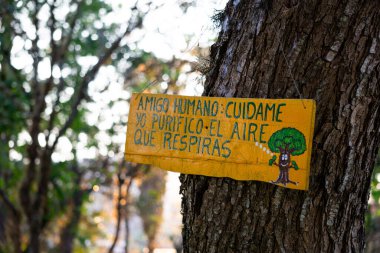 AMIGO HUMANO: CUIDAME
YO PURIFICO·EL AIRE
QUE RESPIRAS